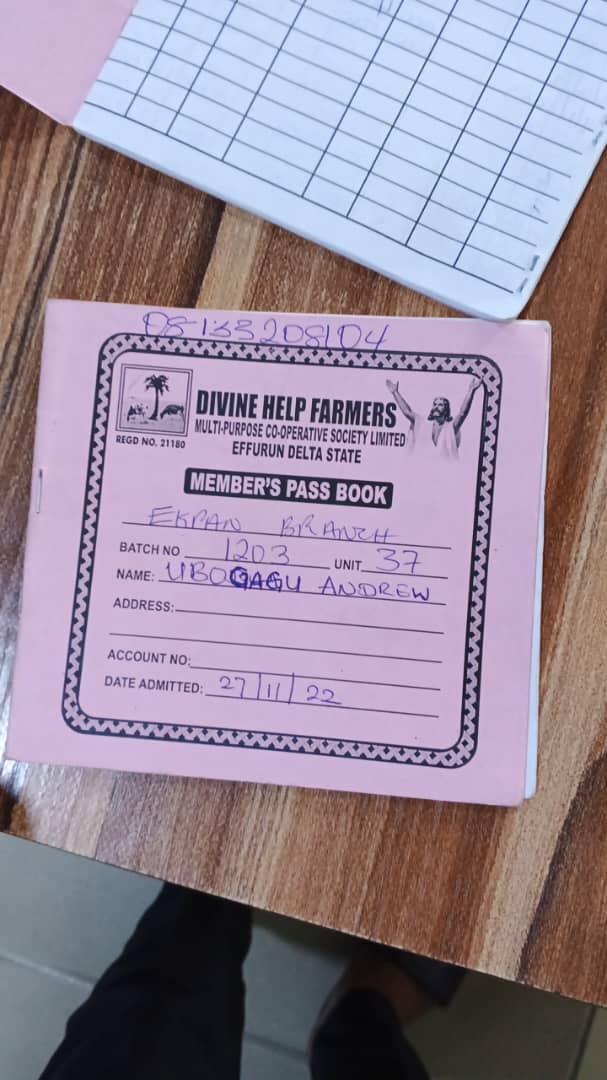 08133208104
DIVINE HELP FARMERS
MULTI-PURPOSE CO-OPERATIVE SOCIETY LIMITED
REGD NO. 21180
EFFURUN DELTA STATE
MEMBER'S PASS BOOK
EKPAN BRANCH
BATCH NO 1203 UNIT 37
NAME: UBOGAGU ANDREW
ADDRESS:
ACCOUNT NO:
DATE ADMITTED: 27/11/22